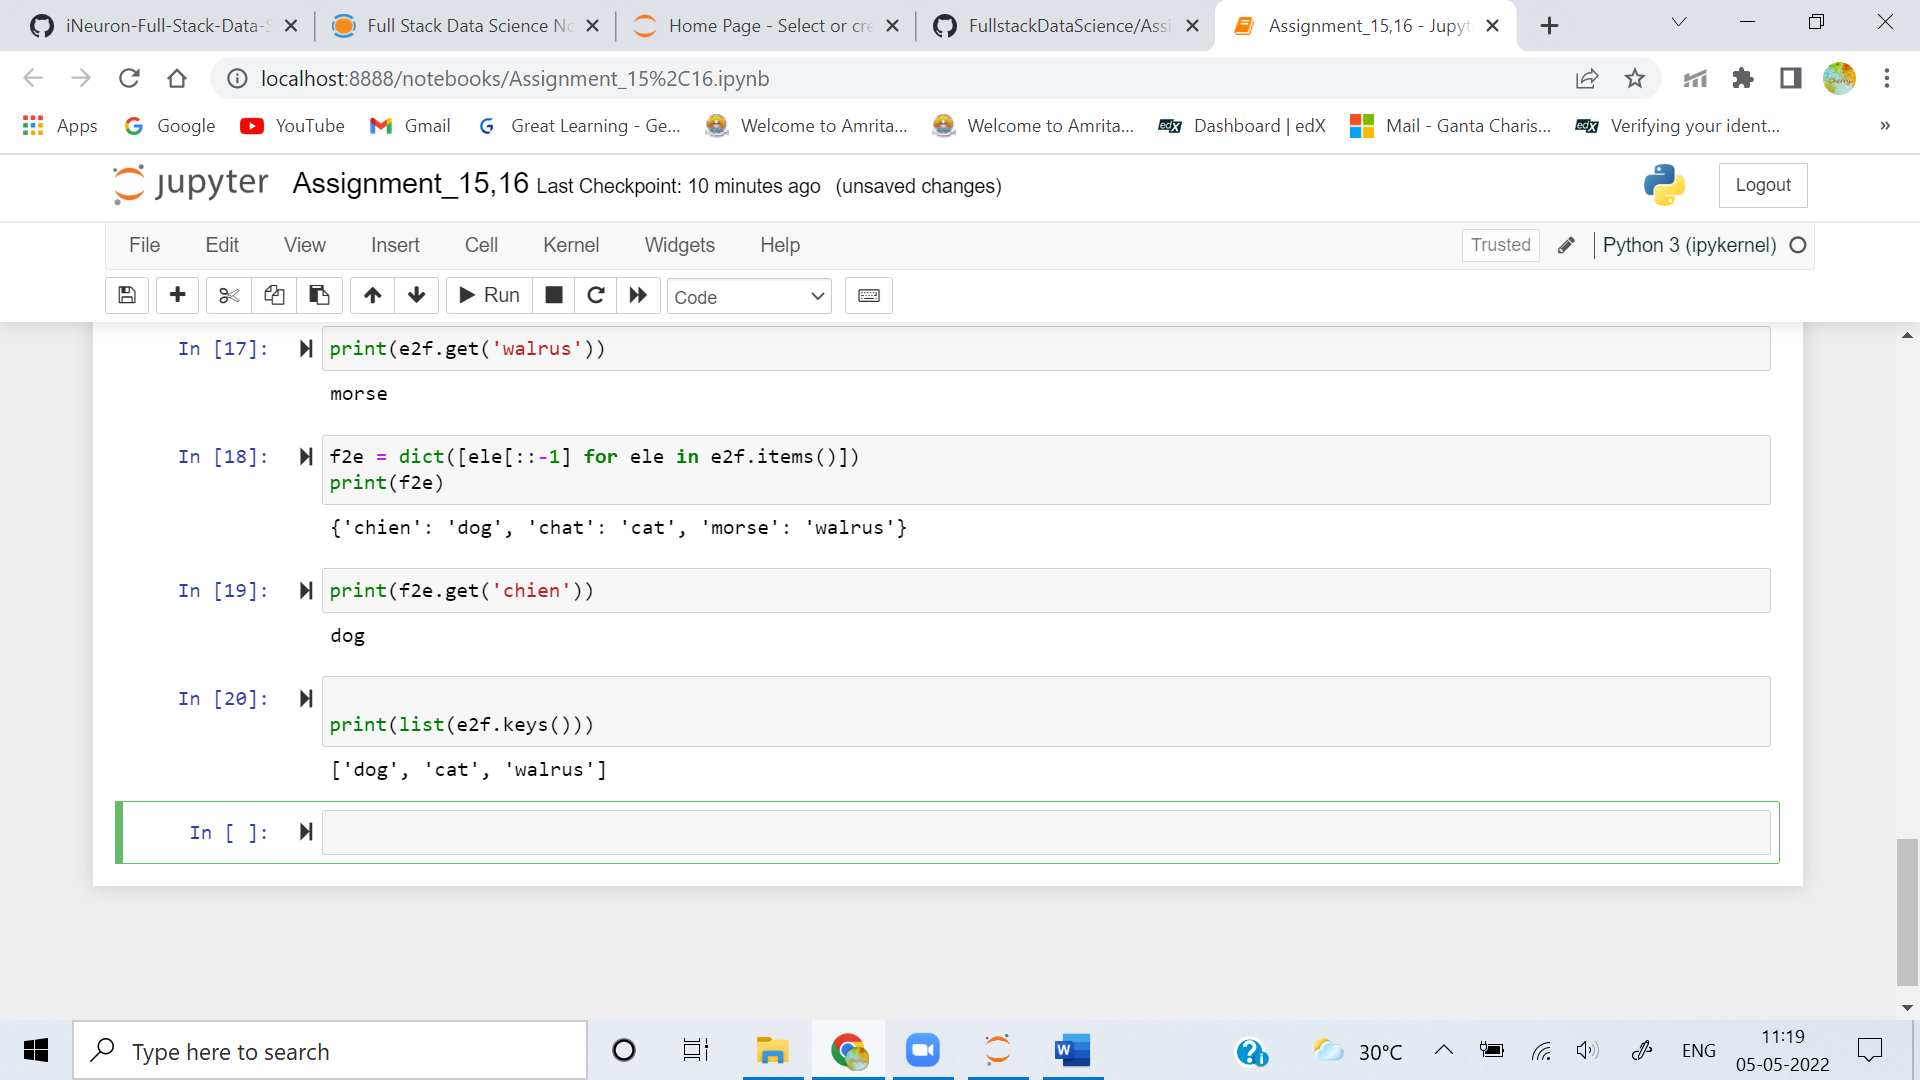 iNeuron-Full-Stack-Data-S
Full Stack Data Science No
Home Page - Select or cre
FullstackDataScience/Assi
Assignment_15,16 - Jupyt
localhost:8888/notebooks/Assignment_15%2C16.ipynb
Apps
Google
YouTube
Gmail
Great Learning - Ge...
Welcome to Amrita...
Welcome to Amrita...
edX Dashboard | edX
Mail - Ganta Charis...
edX Verifying your ident...
»
jupyter Assignment_15,16 Last Checkpoint: 10 minutes ago (unsaved changes)
Logout
File Edit View Insert Cell Kernel Widgets Help
Trusted
Python 3 (ipykernel)
Run
Code
In [17]: print(e2f.get('walrus'))
morse
In [18]: f2e = dict([ele[::-1] for ele in e2f.items()])
print(f2e)
{'chien': 'dog', 'chat': 'cat', 'morse': 'walrus'}
In [19]: print(f2e.get('chien'))
dog
In [20]:
print(list(e2f.keys()))
['dog', 'cat', 'walrus']
In [ ]:
Type here to search
30°C
ENG
11:19
05-05-2022